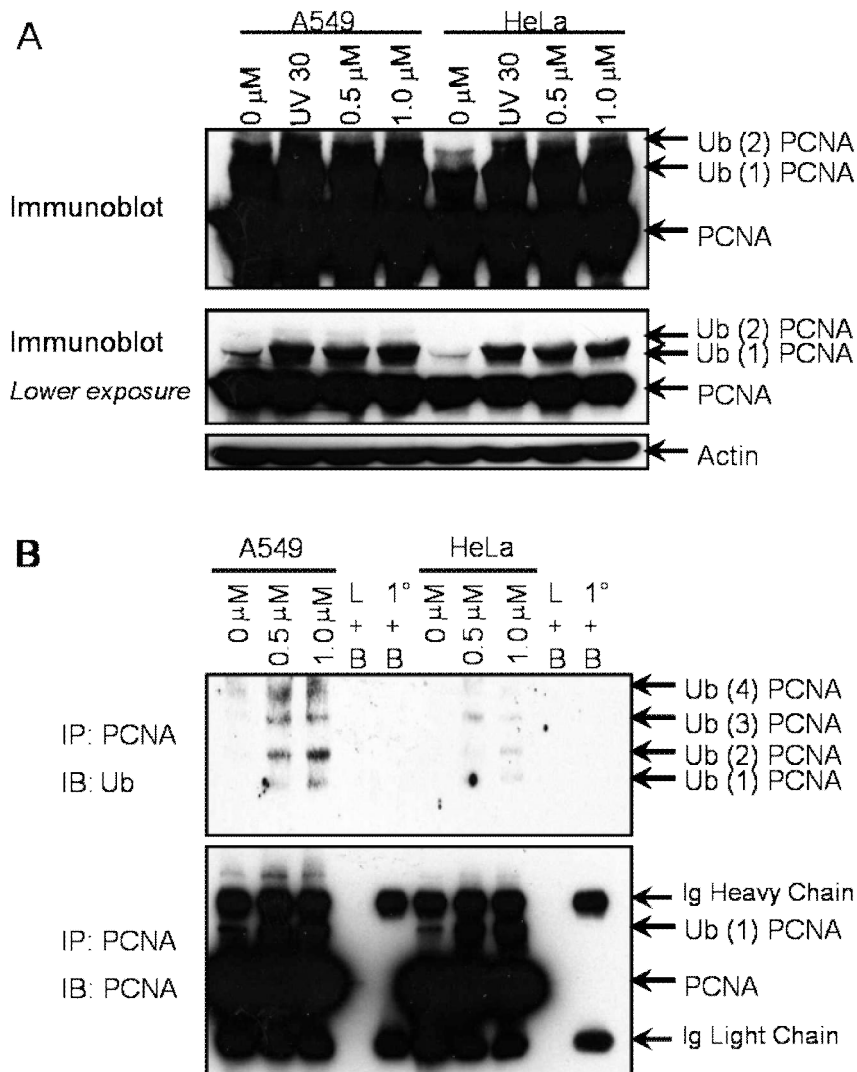 A
A549 HeLa
0 µM UV 30 0.5 µM 1.0 µM 0 µM UV 30 0.5 µM 1.0 µM
Ub (2) PCNA
Ub (1) PCNA
Immunoblot
PCNA
Immunoblot
Lower exposure
Ub (2) PCNA
Ub (1) PCNA
PCNA
Actin
B
A549 HeLa
0 µM 0.5 µM 1.0 µM L + B 1° + B 0 µM 0.5 µM 1.0 µM L + B 1° + B
IP: PCNA
IB: Ub
Ub (4) PCNA
Ub (3) PCNA
Ub (2) PCNA
Ub (1) PCNA
IP: PCNA
IB: PCNA
Ig Heavy Chain
Ub (1) PCNA
PCNA
Ig Light Chain